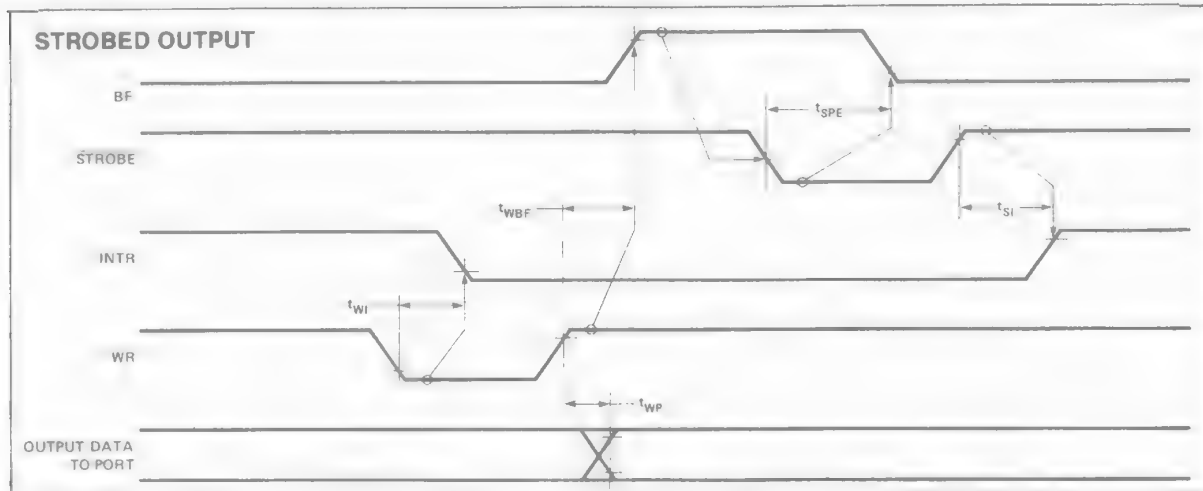 STROBED OUTPUT
BF
tSPE
STROBE
tWBF
tSI
INTR
tWI
WR
tWP
OUTPUT DATA
TO PORT